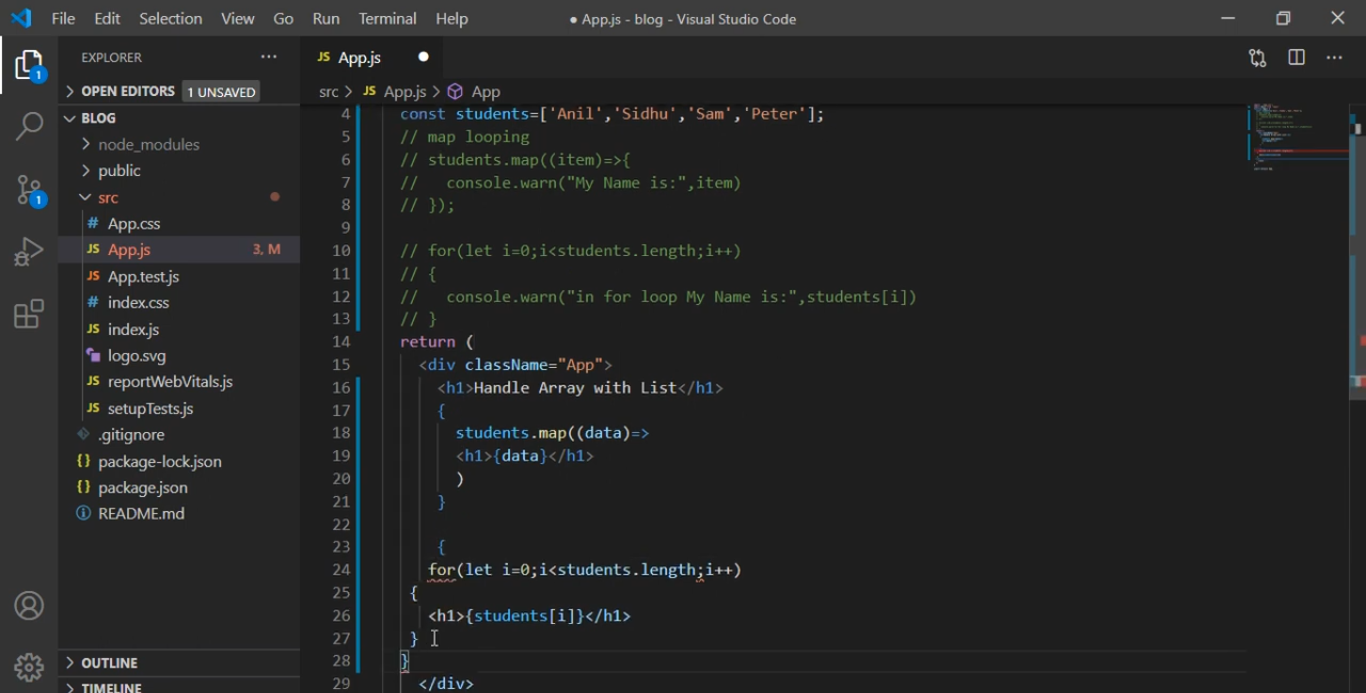 File Edit Selection View Go Run Terminal Help ● App.js - blog - Visual Studio Code
EXPLORER
JS App.js
OPEN EDITORS 1 UNSAVED
src > JS App.js > App
BLOG
node_modules
public
src
# App.css
JS App.js 3, M
JS App.test.js
# index.css
JS index.js
logo.svg
JS reportWebVitals.js
JS setupTests.js
.gitignore
{} package-lock.json
{} package.json
README.md
OUTLINE
TIMELINE
1
1
4 const students=['Anil','Sidhu','Sam','Peter'];
5 // map looping
6 // students.map((item)=>{
7 //   console.warn("My Name is:",item)
8 // });
9
10 // for(let i=0;i<students.length;i++)
11 // {
12 //   console.warn("in for loop My Name is:",students[i])
13 // }
14 return (
15 <div className="App">
16 <h1>Handle Array with List</h1>
17 {
18 students.map((data)=>
19 <h1>{data}</h1>
20 )
21 }
22
23 {
24 for(let i=0;i<students.length;i++)
25 {
26 <h1>{students[i]}</h1>
27 }
28 }
29 </div>